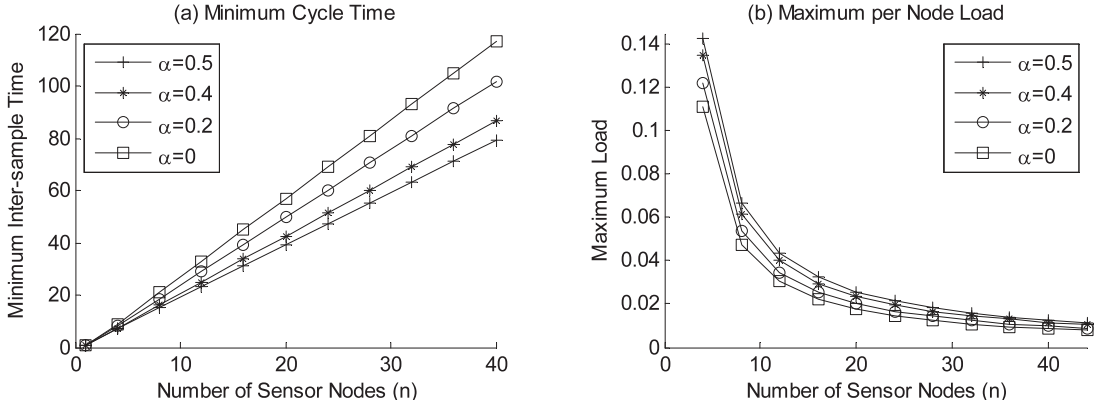 (a) Minimum Cycle Time
Minimum Inter-sample Time
120
100
80
60
40
20
0
α=0.5
α=0.4
α=0.2
α=0
0
10
20
30
40
Number of Sensor Nodes (n)
(b) Maximum per Node Load
Maximum Load
0.14
0.12
0.1
0.08
0.06
0.04
0.02
0
α=0.5
α=0.4
α=0.2
α=0
0
10
20
30
40
Number of Sensor Nodes (n)